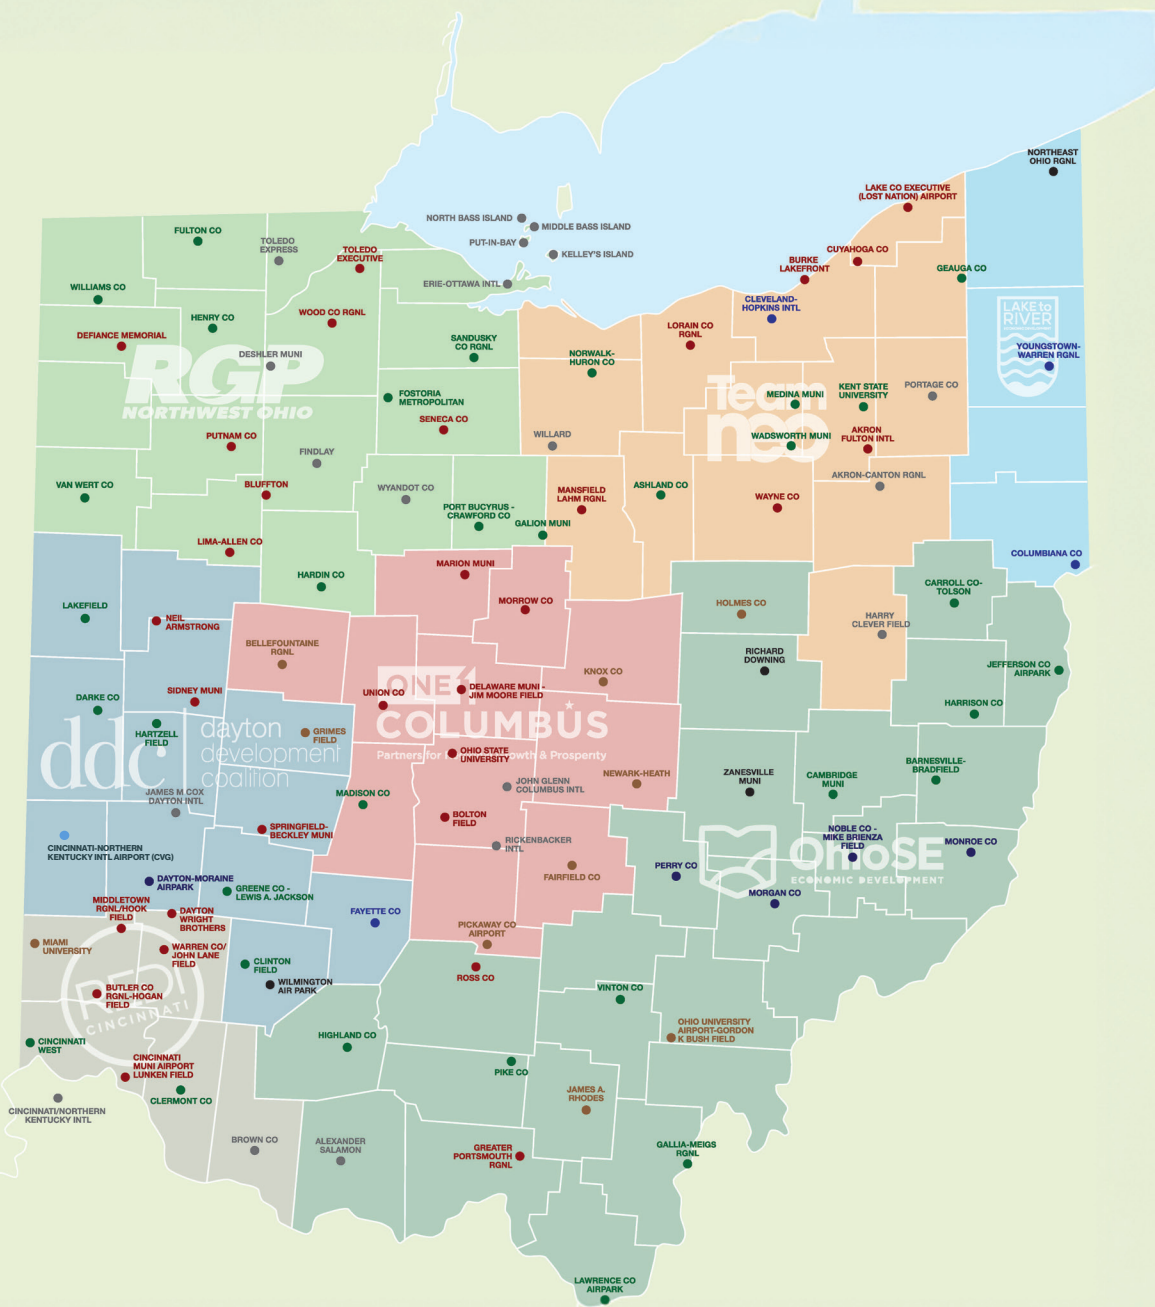 NORTHEAST
OHIO RGNL
LAKE CO EXECUTIVE
(LOST NATION) AIRPORT
NORTH BASS ISLAND
MIDDLE BASS ISLAND
PUT-IN-BAY
KELLEY'S ISLAND
ERIE-OTTAWA INTL
FULTON CO
TOLEDO
EXPRESS
TOLEDO
EXECUTIVE
CUYAHOGA CO
BURKE
LAKEFRONT
GEAUGA CO
WILLIAMS CO
CLEVELAND-
HOPKINS INTL
LAKE to
RIVER
HENRY CO
WOOD CO RGNL
DEFIANCE MEMORIAL
LORAIN CO
RGNL
SANDUSKY
CO RGNL
NORWALK-
HURON CO
YOUNGSTOWN-
WARREN RGNL
DESHLER MUNI
RGP
NORTHWEST OHIO
FOSTORIA
METROPOLITAN
SENECA CO
Team
neo
MEDINA MUNI
KENT STATE
UNIVERSITY
PORTAGE CO
WADSWORTH MUNI
AKRON
FULTON INTL
PUTNAM CO
FINDLAY
WILLARD
AKRON-CANTON RGNL
VAN WERT CO
BLUFFTON
WYANDOT CO
PORT BUCYRUS -
CRAWFORD CO
GALION MUNI
MANSFIELD
LAHM RGNL
ASHLAND CO
WAYNE CO
LIMA-ALLEN CO
HARDIN CO
MARION MUNI
MORROW CO
COLUMBIANA CO
LAKEFIELD
NEIL
ARMSTRONG
HOLMES CO
HARRY
CLEVER FIELD
CARROLL CO-
TOLSON
BELLEFOUNTAINE
RGNL
RICHARD
DOWNING
JEFFERSON CO
AIRPARK
KNOX CO
DARKE CO
SIDNEY MUNI
UNION CO
ONE
COLUMBUS
DELAWARE MUNI -
JIM MOORE FIELD
HARRISON CO
HARTZELL
FIELD
ddc
dayton
development
coalition
GRIMES
FIELD
Partners for
OHIO STATE
UNIVERSITY
& Prosperity
JAMES M COX
DAYTON INTL
MADISON CO
JOHN GLENN
COLUMBUS INTL
NEWARK-HEATH
ZANESVILLE
MUNI
CAMBRIDGE
MUNI
BARNESVILLE-
BRADFIELD
SPRINGFIELD-
BECKLEY MUNI
BOLTON
FIELD
RICKENBACKER
INTL
CINCINNATI-NORTHERN
KENTUCKY INTL AIRPORT (CVG)
NOBLE CO -
MIKE BRIENZA
FIELD
MONROE CO
OhioSE
ECONOMIC DEVELOPMENT
FAIRFIELD CO
PERRY CO
MORGAN CO
DAYTON-MORAINE
AIRPARK
GREENE CO -
LEWIS A. JACKSON
MIDDLETOWN
RGNL/HOOK
FIELD
DAYTON
WRIGHT
BROTHERS
FAYETTE CO
PICKAWAY CO
AIRPORT
MIAMI
UNIVERSITY
WARREN CO/
JOHN LANE
FIELD
CLINTON
FIELD
WILMINGTON
AIR PARK
ROSS CO
BUTLER CO
RGNL-HOGAN
FIELD
REDI
CINCINNATI
VINTON CO
CINCINNATI
WEST
HIGHLAND CO
OHIO UNIVERSITY
AIRPORT-GORDON
K BUSH FIELD
CINCINNATI
MUNI AIRPORT
LUNKEN FIELD
CLERMONT CO
PIKE CO
JAMES A.
RHODES
CINCINNATI/NORTHERN
KENTUCKY INTL
BROWN CO
ALEXANDER
SALAMON
GREATER
PORTSMOUTH
RGNL
GALLIA-MEIGS
RGNL
LAWRENCE CO
AIRPARK